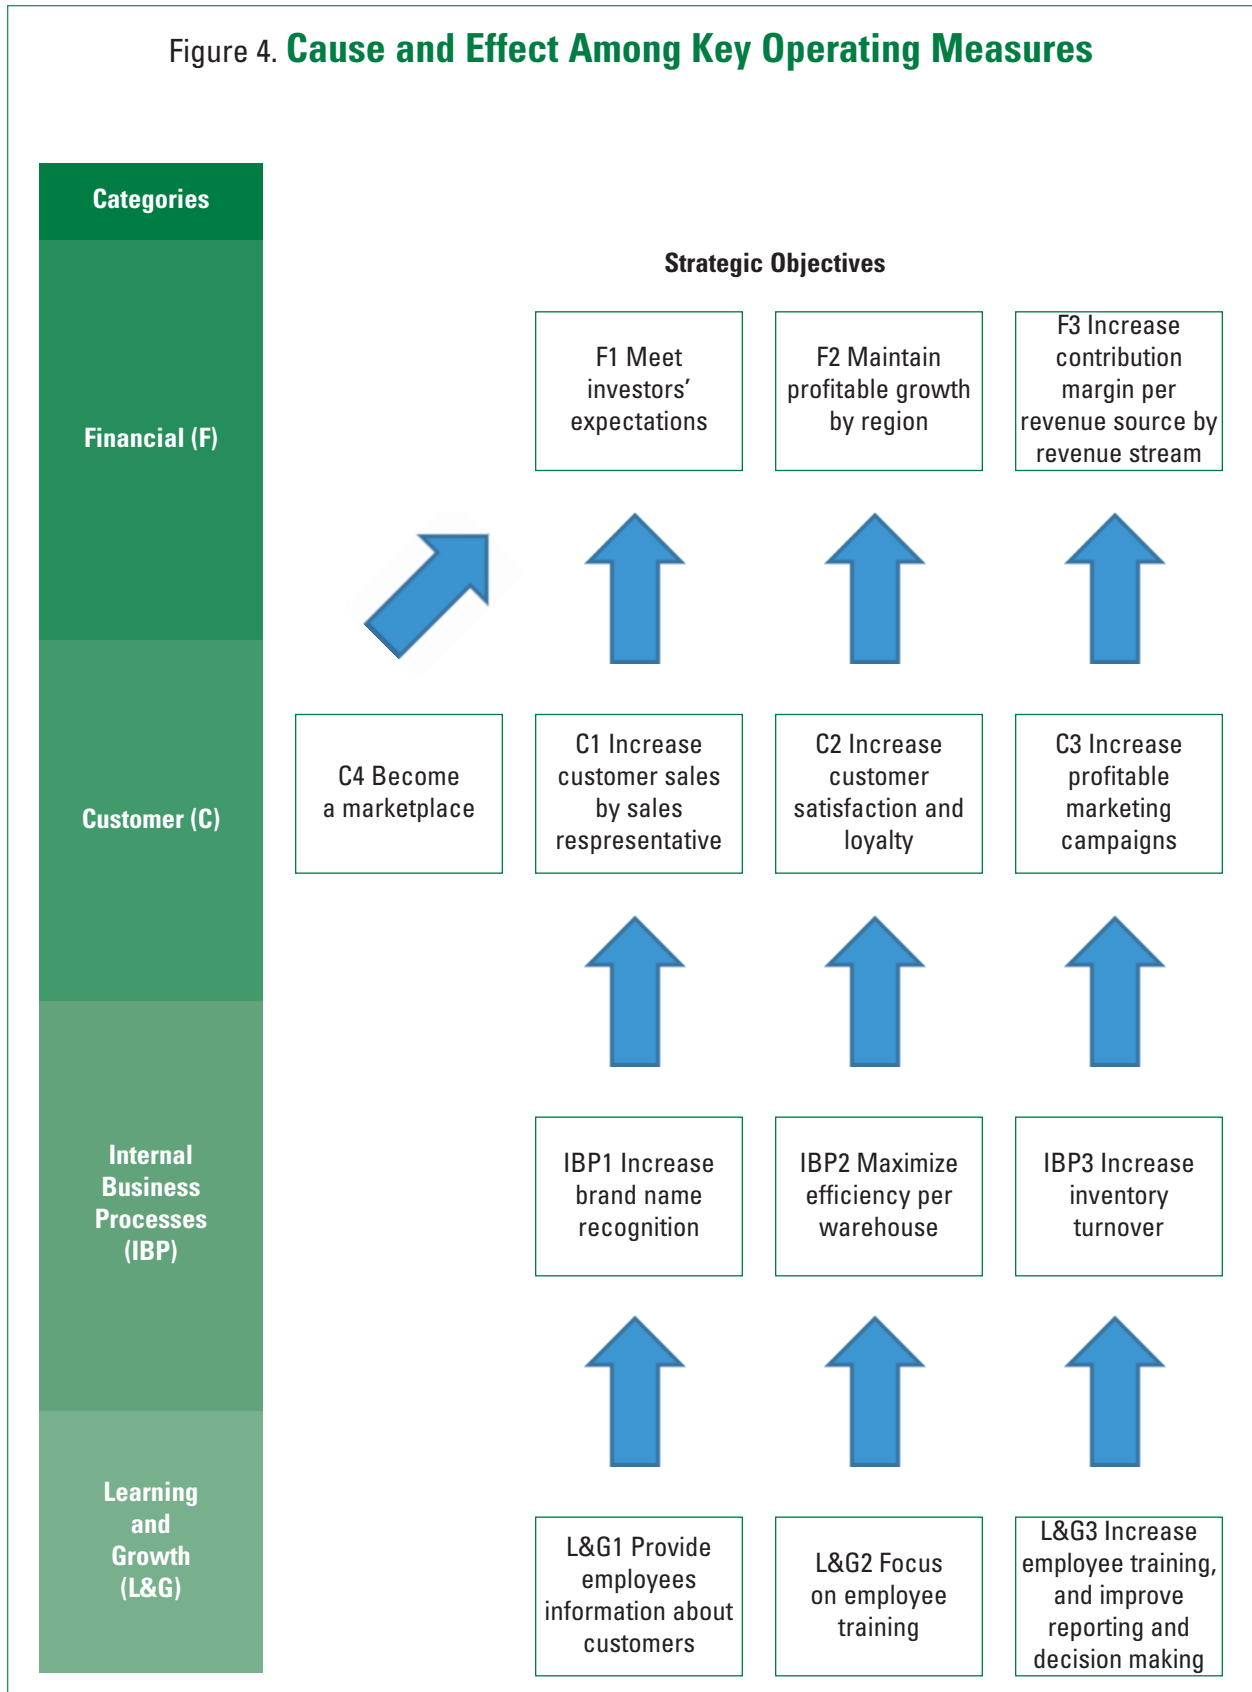 Figure 4. Cause and Effect Among Key Operating Measures
Categories
Strategic Objectives
Financial (F)
F1 Meet
investors’
expectations
F2 Maintain
profitable growth
by region
F3 Increase
contribution
margin per
revenue source by
revenue stream
Customer (C)
C4 Become
a marketplace
C1 Increase
customer sales
by sales
respresentative
C2 Increase
customer
satisfaction and
loyalty
C3 Increase
profitable
marketing
campaigns
Internal
Business
Processes
(IBP)
IBP1 Increase
brand name
recognition
IBP2 Maximize
efficiency per
warehouse
IBP3 Increase
inventory
turnover
Learning
and
Growth
(L&G)
L&G1 Provide
employees
information about
customers
L&G2 Focus
on employee
training
L&G3 Increase
employee training,
and improve
reporting and
decision making